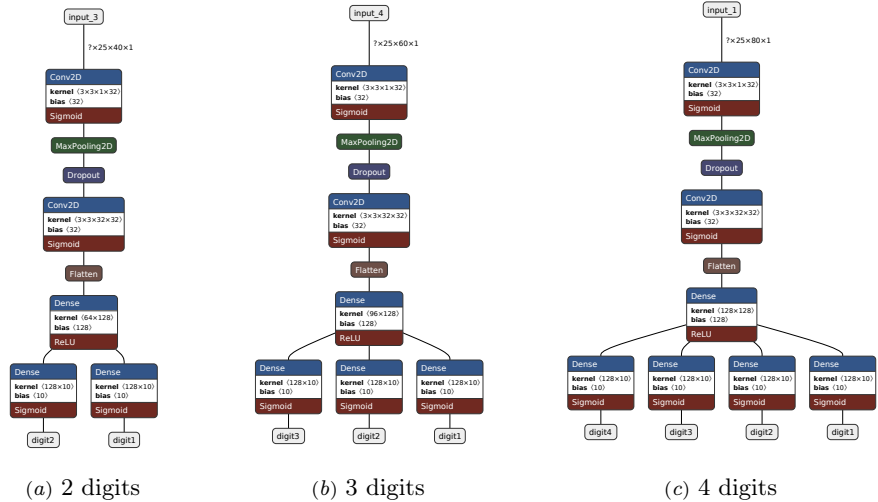 input_3
?×25×40×1
Conv2D
kernel ⟨3×3×1×32⟩
bias ⟨32⟩
Sigmoid
MaxPooling2D
Dropout
Conv2D
kernel ⟨3×3×32×32⟩
bias ⟨32⟩
Sigmoid
Flatten
Dense
kernel ⟨64×128⟩
bias ⟨128⟩
ReLU
Dense
kernel ⟨128×10⟩
bias ⟨10⟩
Sigmoid
digit2
Dense
kernel ⟨128×10⟩
bias ⟨10⟩
Sigmoid
digit1
(a) 2 digits
input_4
?×25×60×1
Conv2D
kernel ⟨3×3×1×32⟩
bias ⟨32⟩
Sigmoid
MaxPooling2D
Dropout
Conv2D
kernel ⟨3×3×32×32⟩
bias ⟨32⟩
Sigmoid
Flatten
Dense
kernel ⟨96×128⟩
bias ⟨128⟩
ReLU
Dense
kernel ⟨128×10⟩
bias ⟨10⟩
Sigmoid
digit3
Dense
kernel ⟨128×10⟩
bias ⟨10⟩
Sigmoid
digit2
Dense
kernel ⟨128×10⟩
bias ⟨10⟩
Sigmoid
digit1
(b) 3 digits
input_1
?×25×80×1
Conv2D
kernel ⟨3×3×1×32⟩
bias ⟨32⟩
Sigmoid
MaxPooling2D
Dropout
Conv2D
kernel ⟨3×3×32×32⟩
bias ⟨32⟩
Sigmoid
Flatten
Dense
kernel ⟨128×128⟩
bias ⟨128⟩
ReLU
Dense
kernel ⟨128×10⟩
bias ⟨10⟩
Sigmoid
digit4
Dense
kernel ⟨128×10⟩
bias ⟨10⟩
Sigmoid
digit3
Dense
kernel ⟨128×10⟩
bias ⟨10⟩
Sigmoid
digit2
Dense
kernel ⟨128×10⟩
bias ⟨10⟩
Sigmoid
digit1
(c) 4 digits